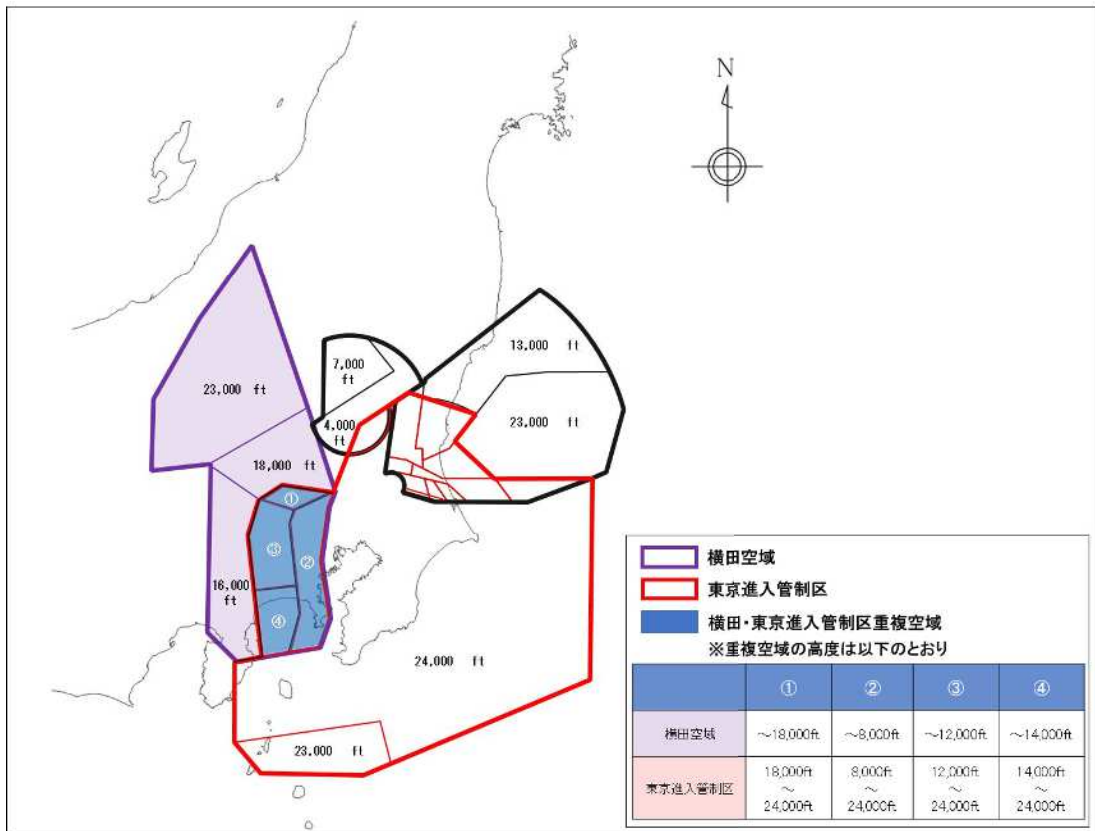 N
13,000 ft
7,000
ft
23,000 ft
4,000
ft
23,000 ft
18,000 ft
①
③
②
16,000
ft
④
24,000 ft
23,000 ft
横田空域
東京進入管制区
横田・東京進入管制区重複空域
※重複空域の高度は以下のとおり
① ② ③ ④
横田空域 ～18,000ft ～8,000ft ～12,000ft ～14,000ft
東京進入管制区 18,000ft ～ 24,000ft 8,000ft ～ 24,000ft 12,000ft ～ 24,000ft 14,000ft ～ 24,000ft